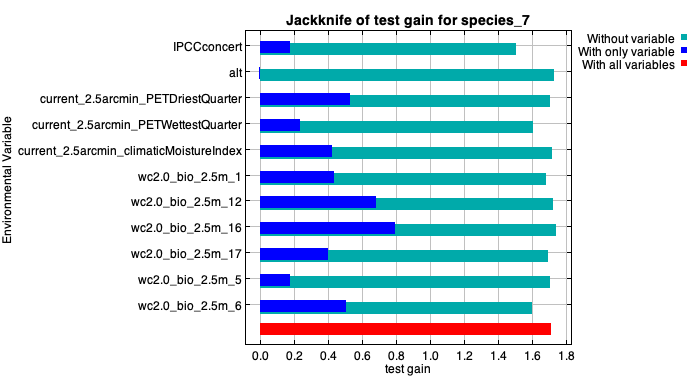 Jackknife of test gain for species_7
Without variable
With only variable
With all variables
Environmental Variable
IPCCconcert
alt
current_2.5arcmin_PETDriestQuarter
current_2.5arcmin_PETWettestQuarter
current_2.5arcmin_climaticMoistureIndex
wc2.0_bio_2.5m_1
wc2.0_bio_2.5m_12
wc2.0_bio_2.5m_16
wc2.0_bio_2.5m_17
wc2.0_bio_2.5m_5
wc2.0_bio_2.5m_6
0.0 0.2 0.4 0.6 0.8 1.0 1.2 1.4 1.6 1.8
test gain